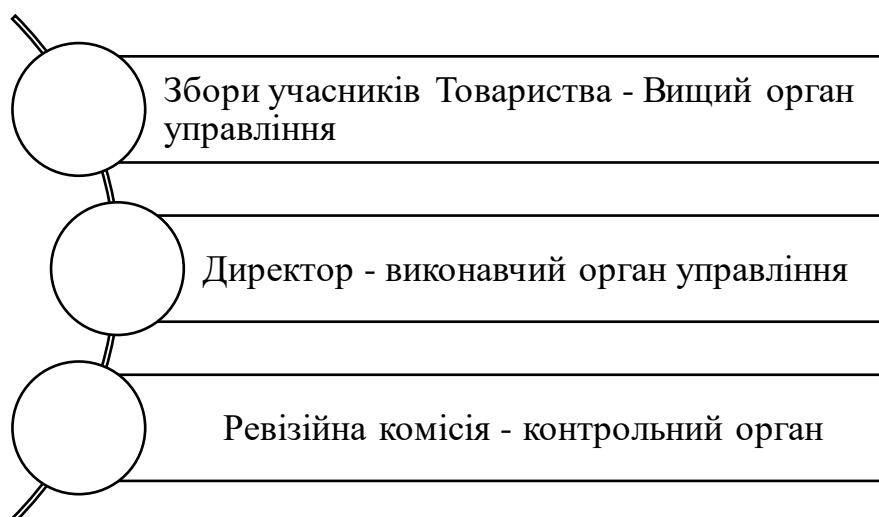 Збори учасників Товариства - Вищий орган
управління
Директор - виконавчий орган управління
Ревізійна комісія - контрольний орган